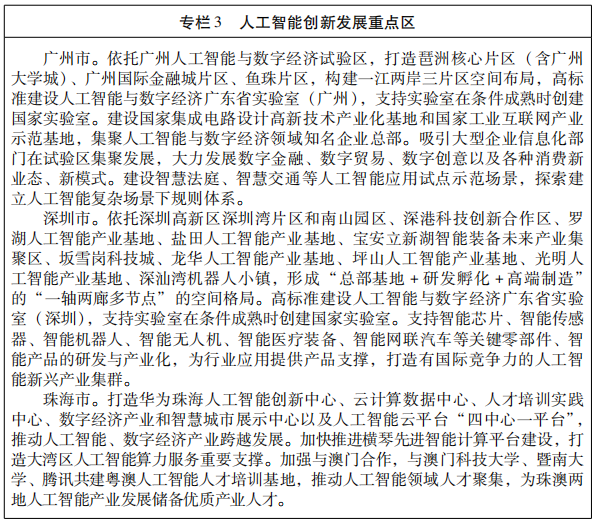 专栏 3 人工智能创新发展重点区
广州市。依托广州人工智能与数字经济试验区，打造琶洲核心片区（含广州
大学城）、广州国际金融城片区、鱼珠片区，构建一江两岸三片区空间布局，高标
准建设人工智能与数字经济广东省实验室（广州），支持实验室在条件成熟时创建
国家实验室。建设国家集成电路设计高新技术产业化基地和国家工业互联网产业
示范基地，集聚人工智能与数字经济领域知名企业总部。吸引大型企业信息化部
门在试验区集聚发展，大力发展数字金融、数字贸易、数字创意以及各种消费新
业态、新模式。建设智慧法庭、智慧交通等人工智能应用试点示范场景，探索建
立人工智能复杂场景下规则体系。
深圳市。依托深圳高新区深圳湾片区和南山园区、深港科技创新合作区、罗
湖人工智能产业基地、盐田人工智能产业基地、宝安立新湖智能装备未来产业集
聚区、坂雪岗科技城、龙华人工智能产业基地、坪山人工智能产业基地、光明人
工智能产业基地、深汕湾机器人小镇，形成“总部基地+研发孵化+高端制造”
的“一轴两廊多节点”的空间格局。高标准建设人工智能与数字经济广东省实验
室（深圳），支持实验室在条件成熟时创建国家实验室。支持智能芯片、智能传感
器、智能机器人、智能无人机、智能医疗装备、智能网联汽车等关键零部件、智能
产品的研发与产业化，为行业应用提供产品支撑，打造有国际竞争力的人工智
能新兴产业集群。
珠海市。打造华为珠海人工智能创新中心、云计算数据中心、人才培训实践
中心、数字经济产业和智慧城市展示中心以及人工智能云平台“四中心一平台”，
推动人工智能、数字经济产业跨越发展。加快推进横琴先进智能计算平台建设，打
造大湾区人工智能算力服务重要支撑。加强与澳门合作，与澳门科技大学、暨南大
学、腾讯共建粤澳人工智能人才培训基地，推动人工智能领域人才聚集，为珠澳两
地人工智能产业发展储备优质产业人才。